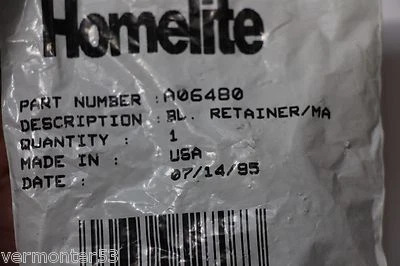 Homelite
PART NUMBER : A06480
DESCRIPTION : BL. RETAINER/MA
QUANTITY : 1
MADE IN : USA
DATE : 07/14/95
vermonter53